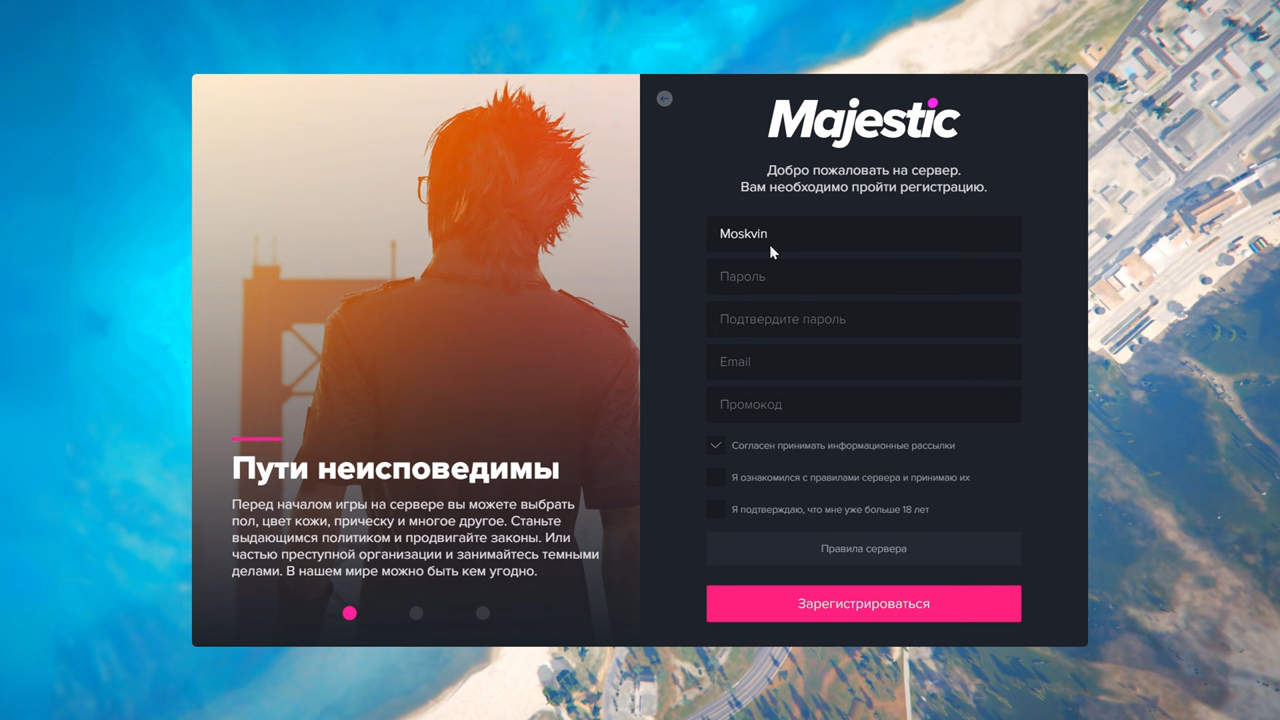 Пути неисповедимы
Перед началом игры на сервере вы можете выбрать
пол, цвет кожи, прическу и многое другое. Станьте
выдающимся политиком и продвигайте законы. Или
частью преступной организации и занимайтесь темными
делами. В нашем мире можно быть кем угодно.
Majestic
Добро пожаловать на сервер.
Вам необходимо пройти регистрацию.
Moskvin
Пароль
Подтвердите пароль
Email
Промокод
Согласен принимать информационные рассылки
Я ознакомился с правилами сервера и принимаю их
Я подтверждаю, что мне уже больше 18 лет
Правила сервера
Зарегистрироваться